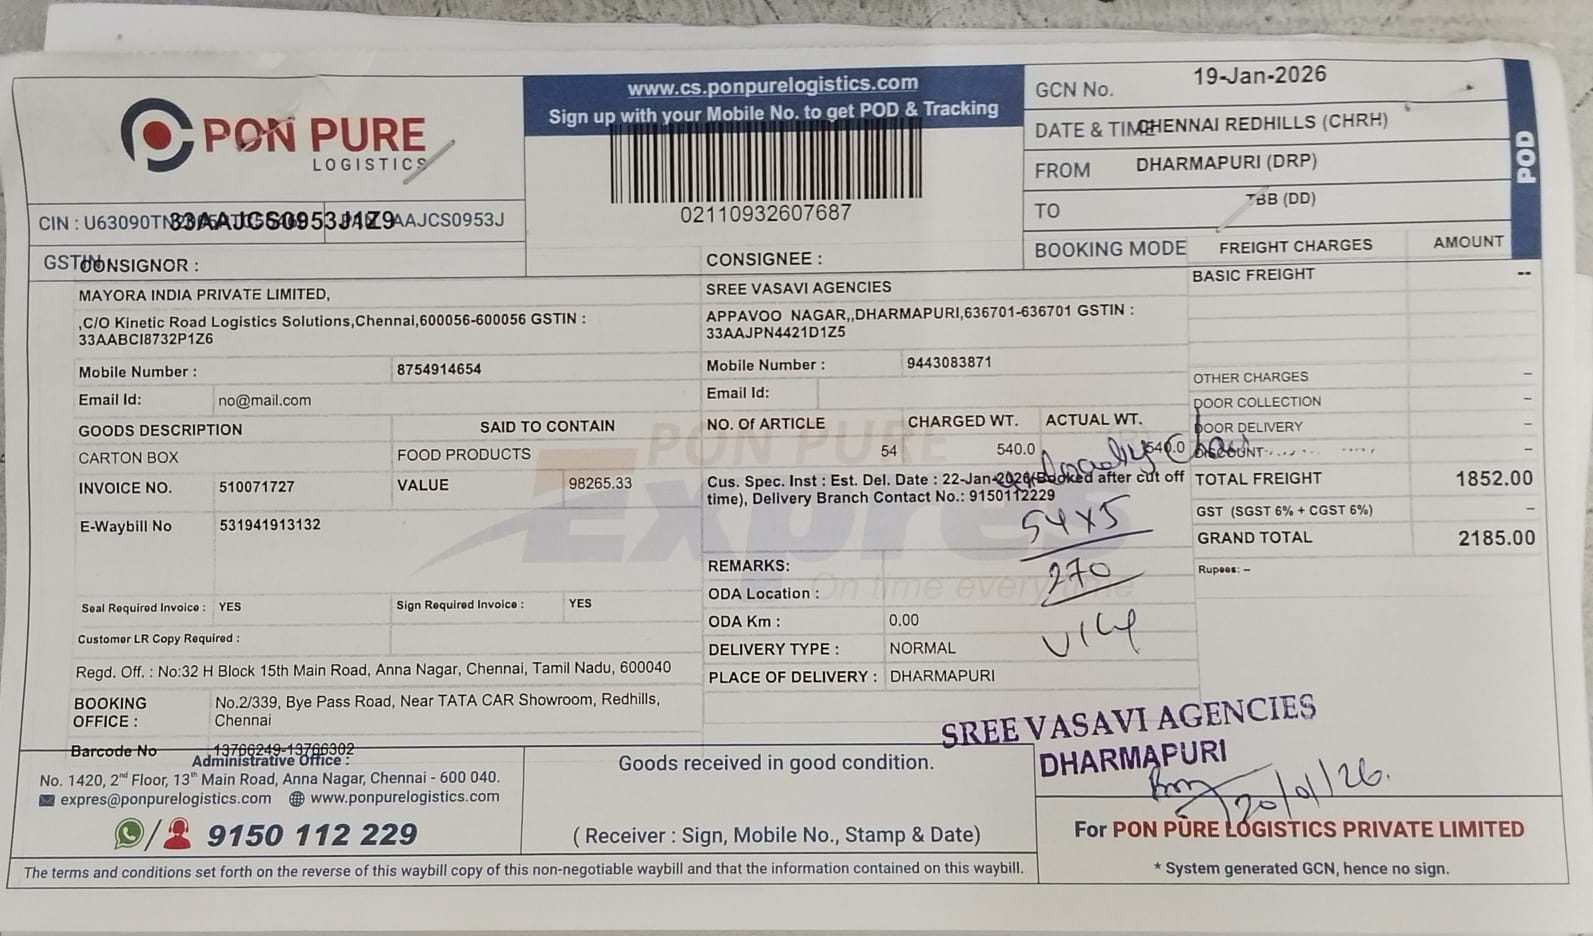 PON PURE
LOGISTICS
www.cs.ponpurelogistics.com
Sign up with your Mobile No. to get POD & Tracking
02110932607687
GCN No. 19-Jan-2026
DATE & TIME CHENNAI REDHILLS (CHRH)
FROM DHARMAPURI (DRP)
TO TBB (DD)
BOOKING MODE
POD
CIN : U63090TN
33AAJCS0953J1Z9
AAJCS0953J
GSTIN
CONSIGNOR :
MAYORA INDIA PRIVATE LIMITED,
,C/O Kinetic Road Logistics Solutions,Chennai,600056-600056 GSTIN :
33AABCI8732P1Z6
Mobile Number : 8754914654
Email Id: no@mail.com
GOODS DESCRIPTION SAID TO CONTAIN
CARTON BOX FOOD PRODUCTS
INVOICE NO. 510071727 VALUE 98265.33
E-Waybill No 531941913132
Seal Required Invoice : YES Sign Required Invoice : YES
Customer LR Copy Required :
Regd. Off. : No:32 H Block 15th Main Road, Anna Nagar, Chennai, Tamil Nadu, 600040
BOOKING OFFICE : No.2/339, Bye Pass Road, Near TATA CAR Showroom, Redhills,
Chennai
Barcode No 13766249-13766302
CONSIGNEE :
SREE VASAVI AGENCIES
APPAVOO NAGAR,,DHARMAPURI,636701-636701 GSTIN :
33AAJPN4421D1Z5
Mobile Number : 9443083871
Email Id:
NO. Of ARTICLE CHARGED WT. ACTUAL WT.
54 540.0 540.0
Cus. Spec. Inst : Est. Del. Date : 22-Jan-2026(Booked after cut off
time), Delivery Branch Contact No.: 9150112229
54X5
270
REMARKS:
ODA Location :
ODA Km : 0.00
DELIVERY TYPE : NORMAL
PLACE OF DELIVERY : DHARMAPURI
PON PURE
Expres
On time every time
FREIGHT CHARGES AMOUNT
BASIC FREIGHT --
OTHER CHARGES –
DOOR COLLECTION –
DOOR DELIVERY –
DISCOUNT –
TOTAL FREIGHT 1852.00
GST (SGST 6% + CGST 6%) –
GRAND TOTAL 2185.00
Rupees: –
SREE VASAVI AGENCIES
DHARMAPURI
20/01/26.
Administrative Office :
No. 1420, 2nd Floor, 13th Main Road, Anna Nagar, Chennai - 600 040.
expres@ponpurelogistics.com www.ponpurelogistics.com
/ 9150 112 229
Goods received in good condition.
( Receiver : Sign, Mobile No., Stamp & Date)
For PON PURE LOGISTICS PRIVATE LIMITED
* System generated GCN, hence no sign.
The terms and conditions set forth on the reverse of this waybill copy of this non-negotiable waybill and that the information contained on this waybill.